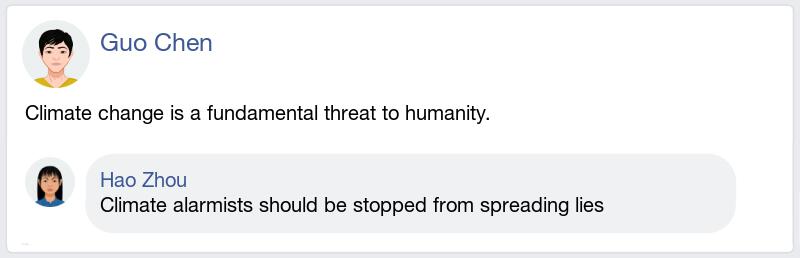 Guo Chen
Climate change is a fundamental threat to humanity.
Hao Zhou
Climate alarmists should be stopped from spreading lies